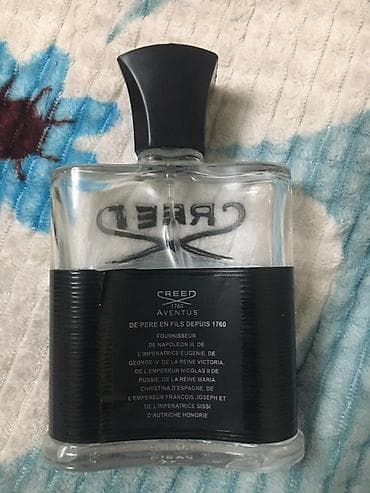 CREED
CREED
1760
AVENTUS
DE PERE EN FILS DEPUIS 1760
FOURNISSEUR
DE NAPOLEON III, DE
L'IMPERATRICE EUGENIE, DE
GEORGE IV, DE LA REINE VICTORIA,
DE L'EMPEREUR NICOLAS II DE
RUSSIE, DE LA REINE MARIA
CHRISTINA D'ESPAGNE, DE
L'EMPEREUR FRANÇOIS JOSEPH ET
DE L'IMPÉRATRICE SISSI
D'AUTRICHE HONGRIE